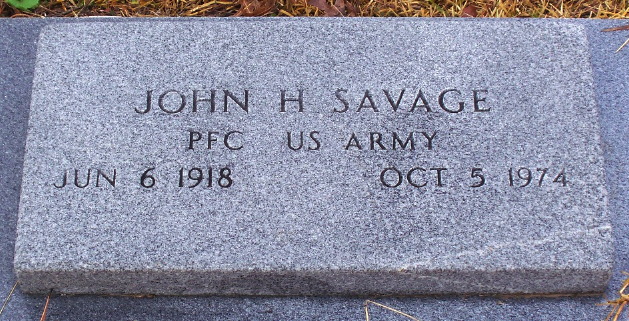 JOHN H SAVAGE
PFC US ARMY
JUN 6 1918 OCT 5 1974